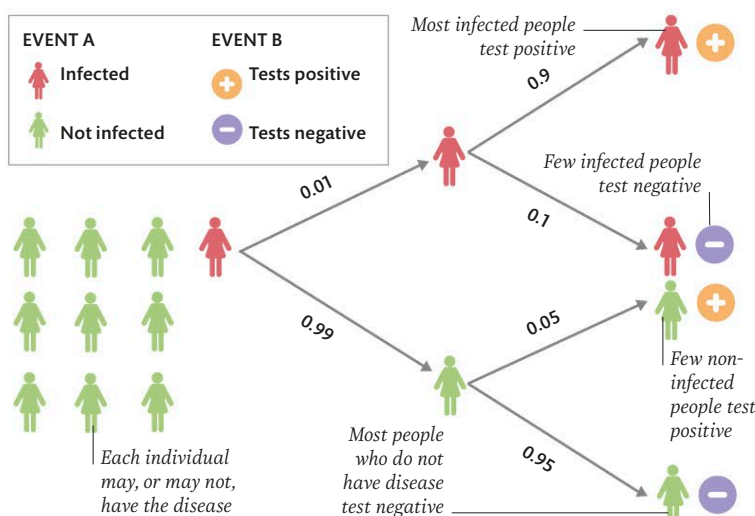 EVENT A
Infected
Not infected
EVENT B
Tests positive
Tests negative
Most infected people
test positive
0.9
0.01
Few infected people
test negative
0.1
0.99
0.05
Few non-
infected
people test
positive
0.95
Each individual
may, or may not,
have the disease
Most people
who do not
have disease
test negative